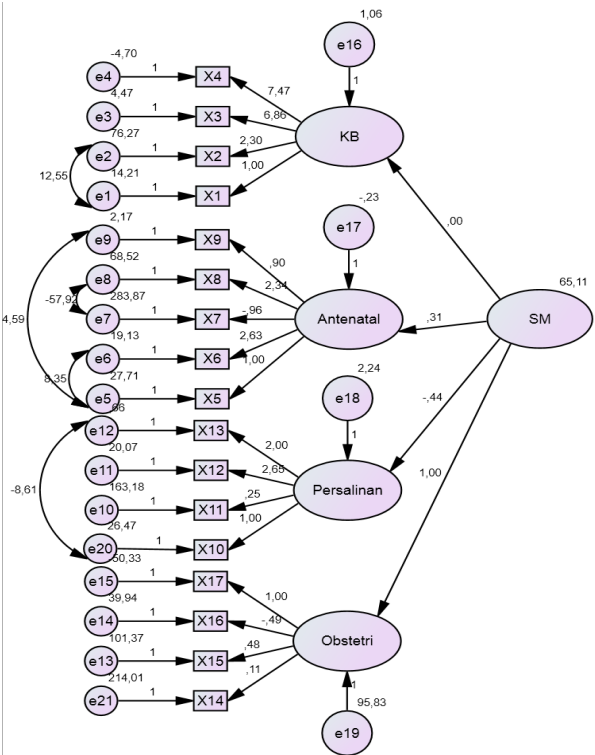 1,06
e16
1
-4,70
e4
1
X4
7,47
4,47
e3
1
X3
6,86
KB
76,27
e2
1
X2
2,30
12,55
14,21
e1
1
X1
1,00
,00
2,17
e9
1
X9
,90
-,23
e17
1
68,52
e8
1
X8
2,34
65,11
-57,92
283,87
e7
1
X7
-,96
Antenatal
,31
SM
4,59
19,13
e6
1
X6
2,63
8,35
27,71
e5
1
X5
1,00
,66
e12
1
X13
2,00
2,24
e18
1
-,44
20,07
e11
1
X12
2,65
-8,61
163,18
e10
1
X11
,25
Persalinan
1,00
26,47
e20
1
X10
1,00
50,33
e15
1
X17
1,00
39,94
e14
1
X16
-,49
Obstetri
101,37
e13
1
X15
,48
214,01
e21
1
X14
,11
1
95,83
e19